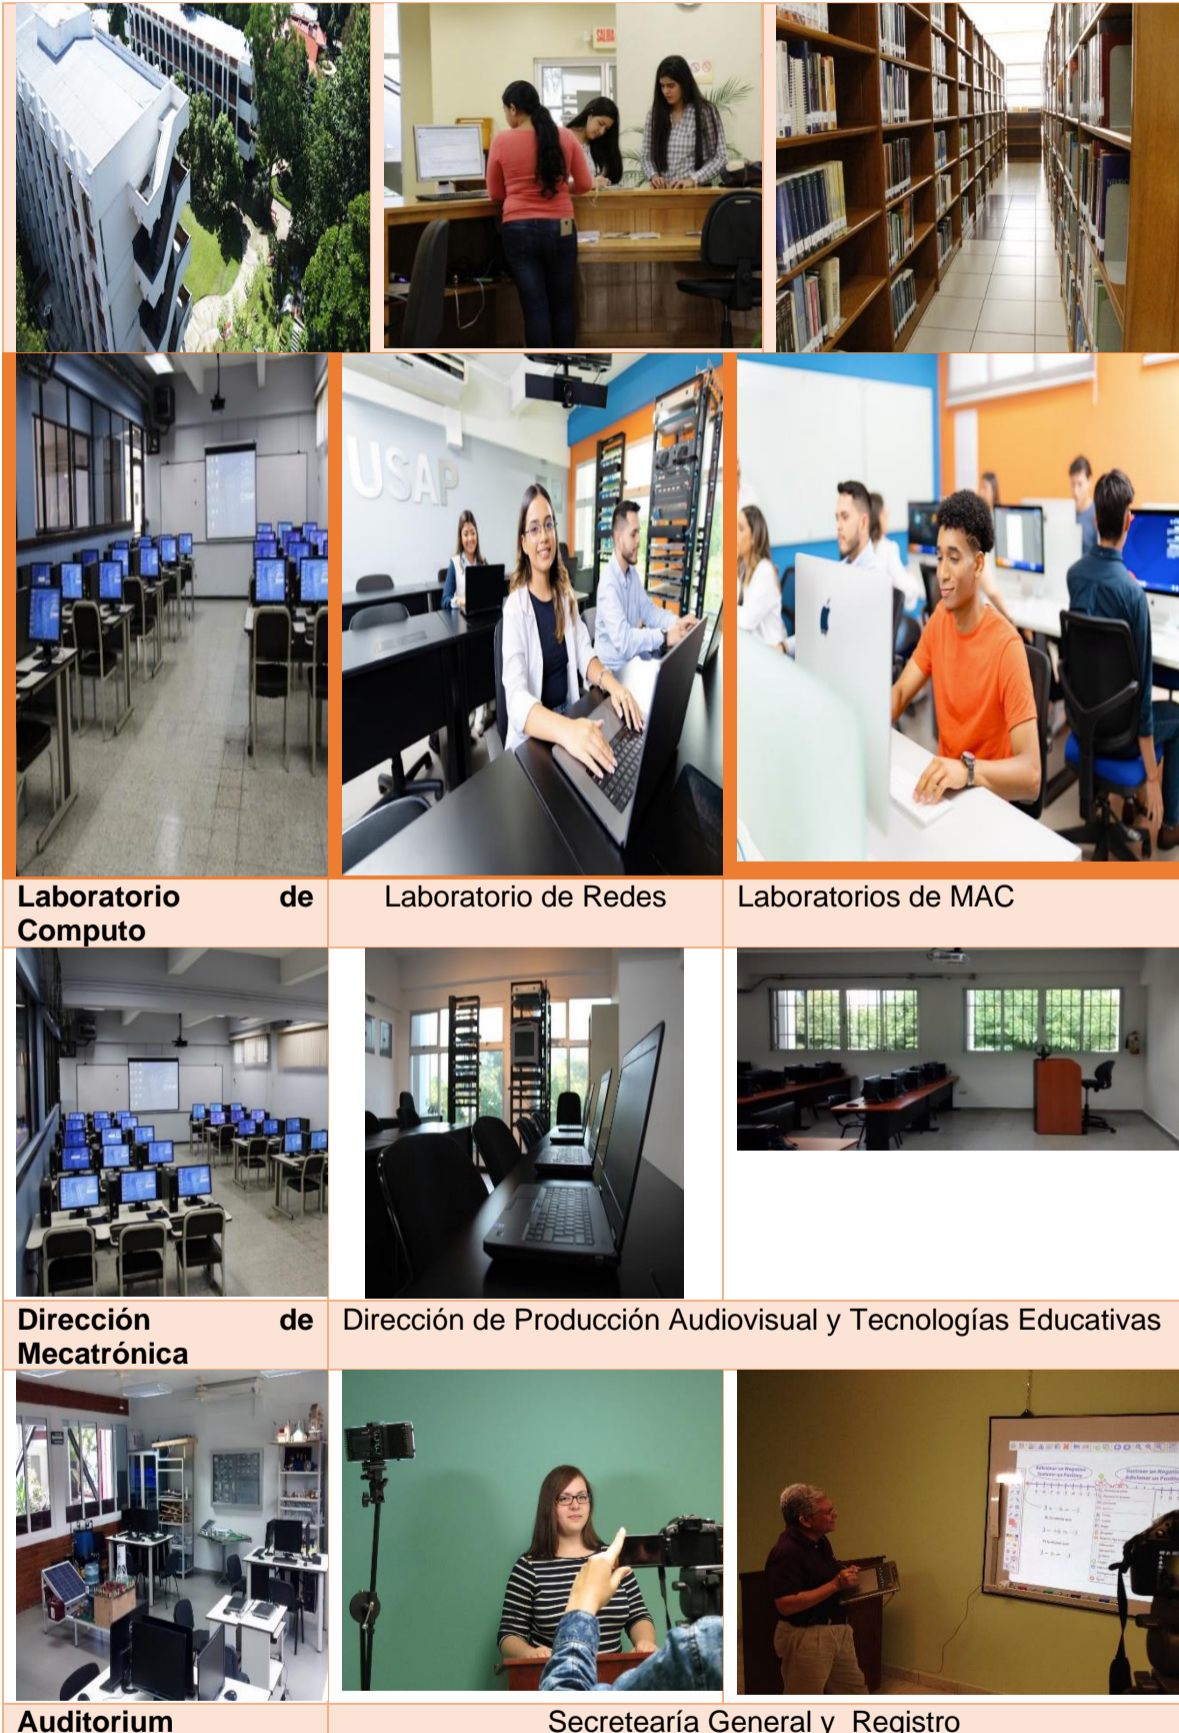 SALIDA
USAP
Laboratorio de
Computo
Laboratorio de Redes
Laboratorios de MAC
Dirección de
Mecatrónica
Dirección de Producción Audiovisual y Tecnologías Educativas
Auditorium
Secretearía General y Registro